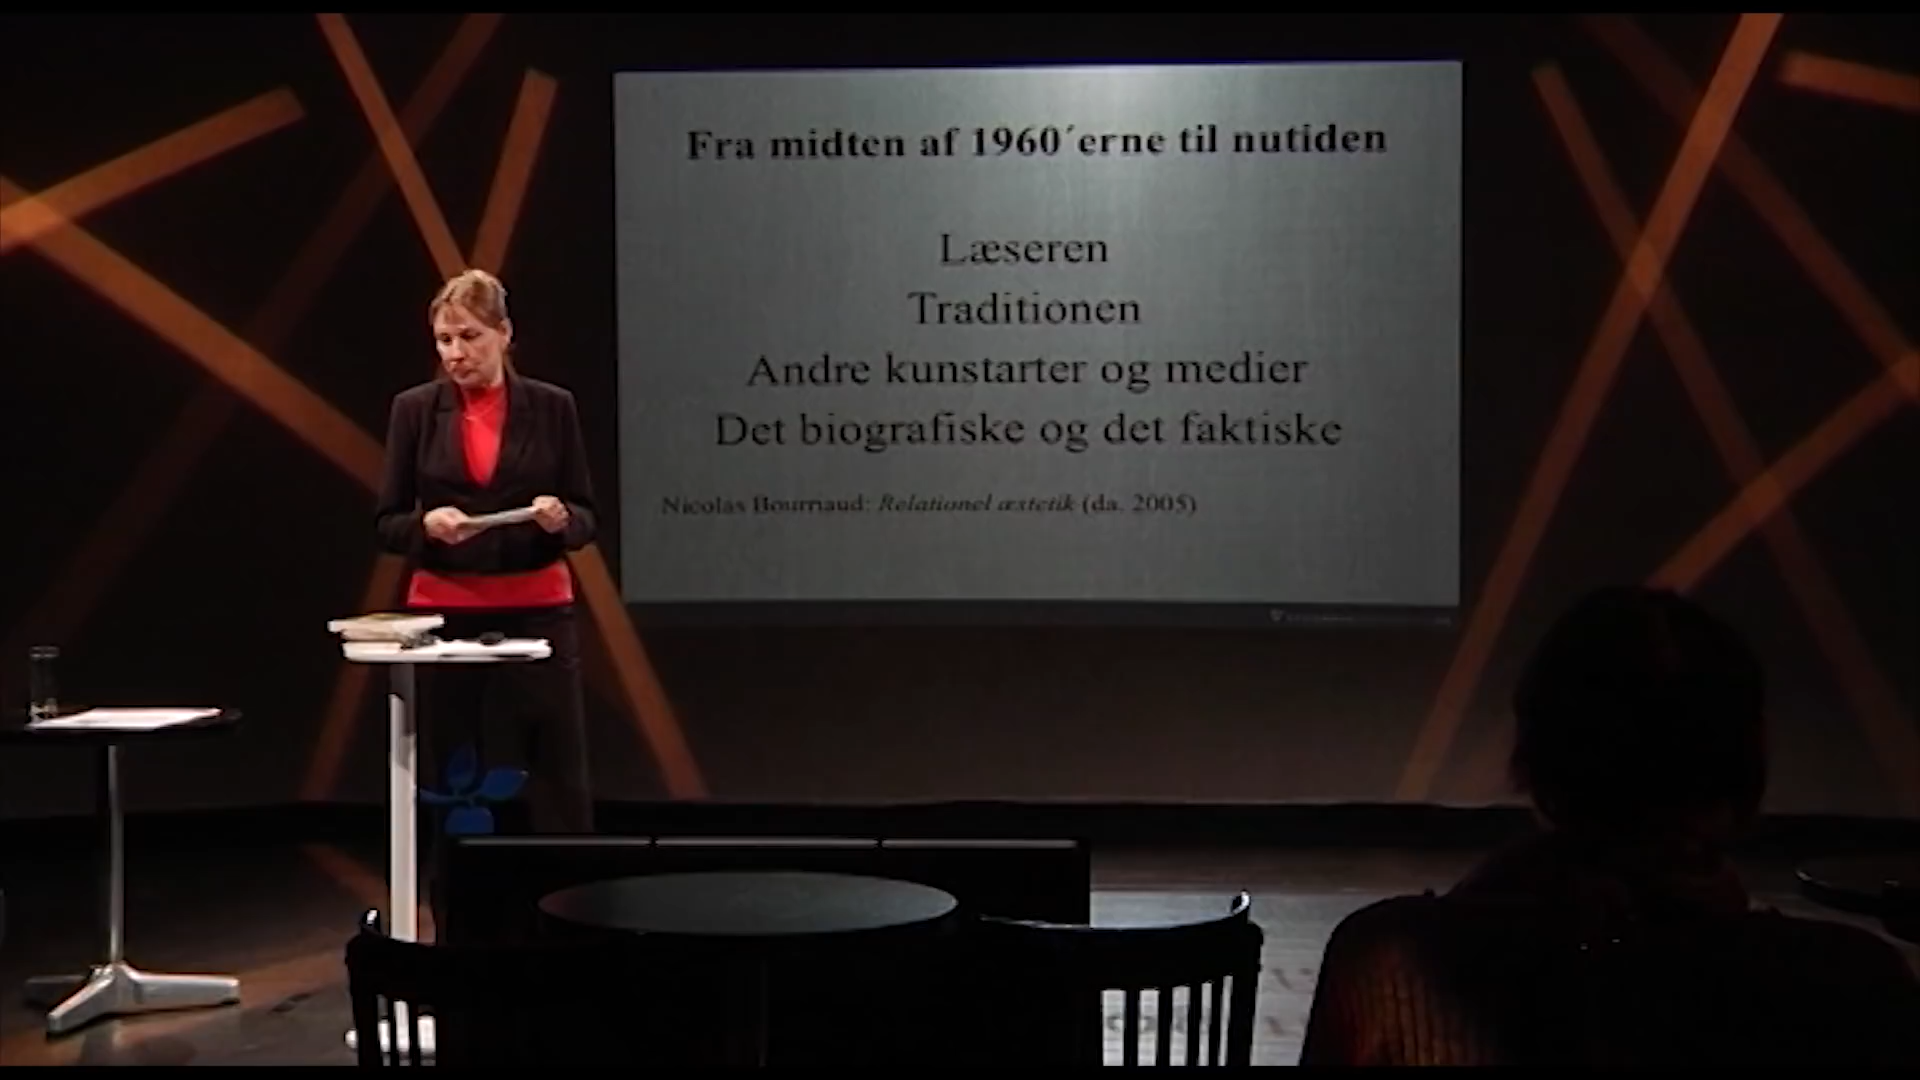 Fra midten af 1960´erne til nutiden
Læseren
Traditionen
Andre kunstarter og medier
Det biografiske og det faktiske
Nicolas Bournaud: Relationel æstetik (da. 2005)